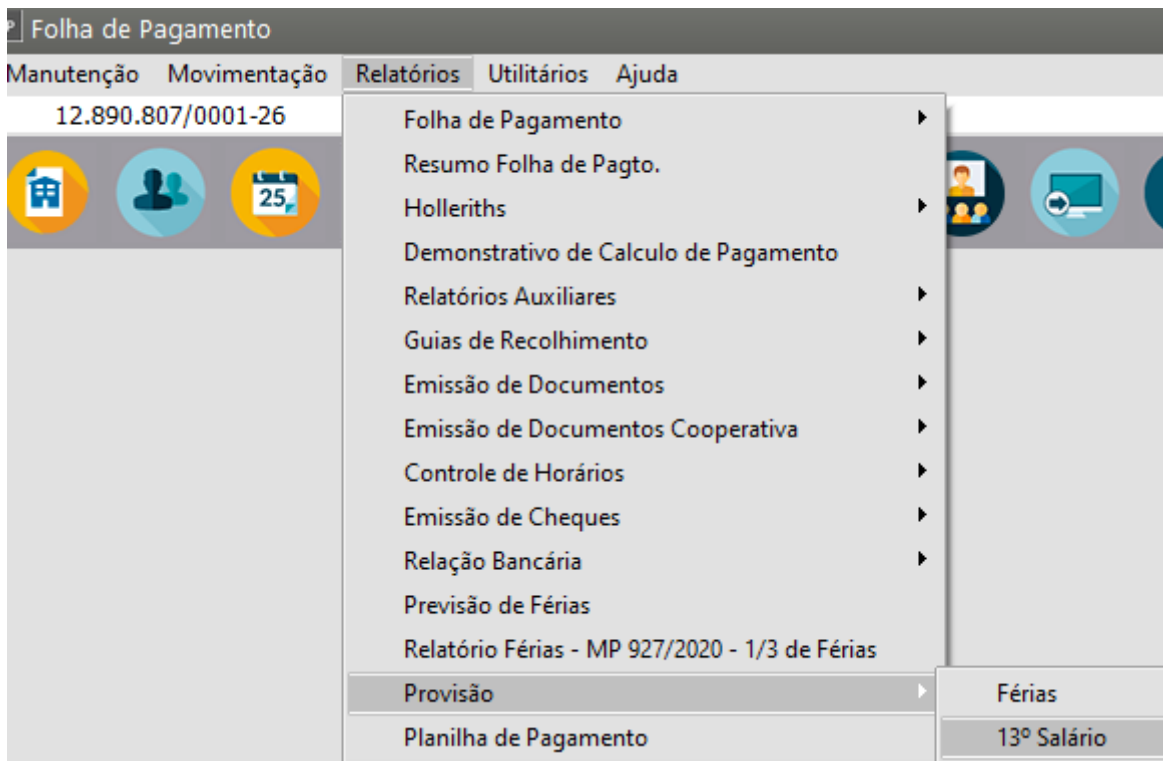 P Folha de Pagamento
Manutenção Movimentação Relatórios Utilitários Ajuda
12.890.807/0001-26
25
Folha de Pagamento
Resumo Folha de Pagto.
Holleriths
Demonstrativo de Calculo de Pagamento
Relatórios Auxiliares
Guias de Recolhimento
Emissão de Documentos
Emissão de Documentos Cooperativa
Controle de Horários
Emissão de Cheques
Relação Bancária
Previsão de Férias
Relatório Férias - MP 927/2020 - 1/3 de Férias
Provisão
Férias
Planilha de Pagamento
13º Salário